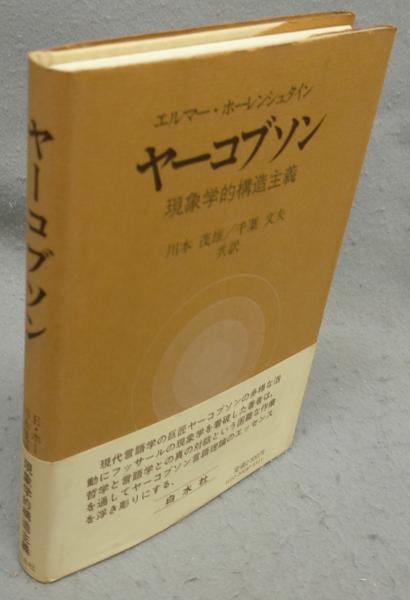 エルマー・ホーレンシュタイン
ヤーコブソン
現象学的構造主義
川本 茂雄/千葉 文夫
共訳
現代言語学の巨匠ヤーコブソンの多様な活
動にフッサールの現象学を看破した著者は、
哲学と言語学との真の対話という困難な作業
を通してヤーコブソン言語理論のエッセンス
を浮き彫りにする。
白水社
ヤーコブソン
E・ホー
現象学的構造主義